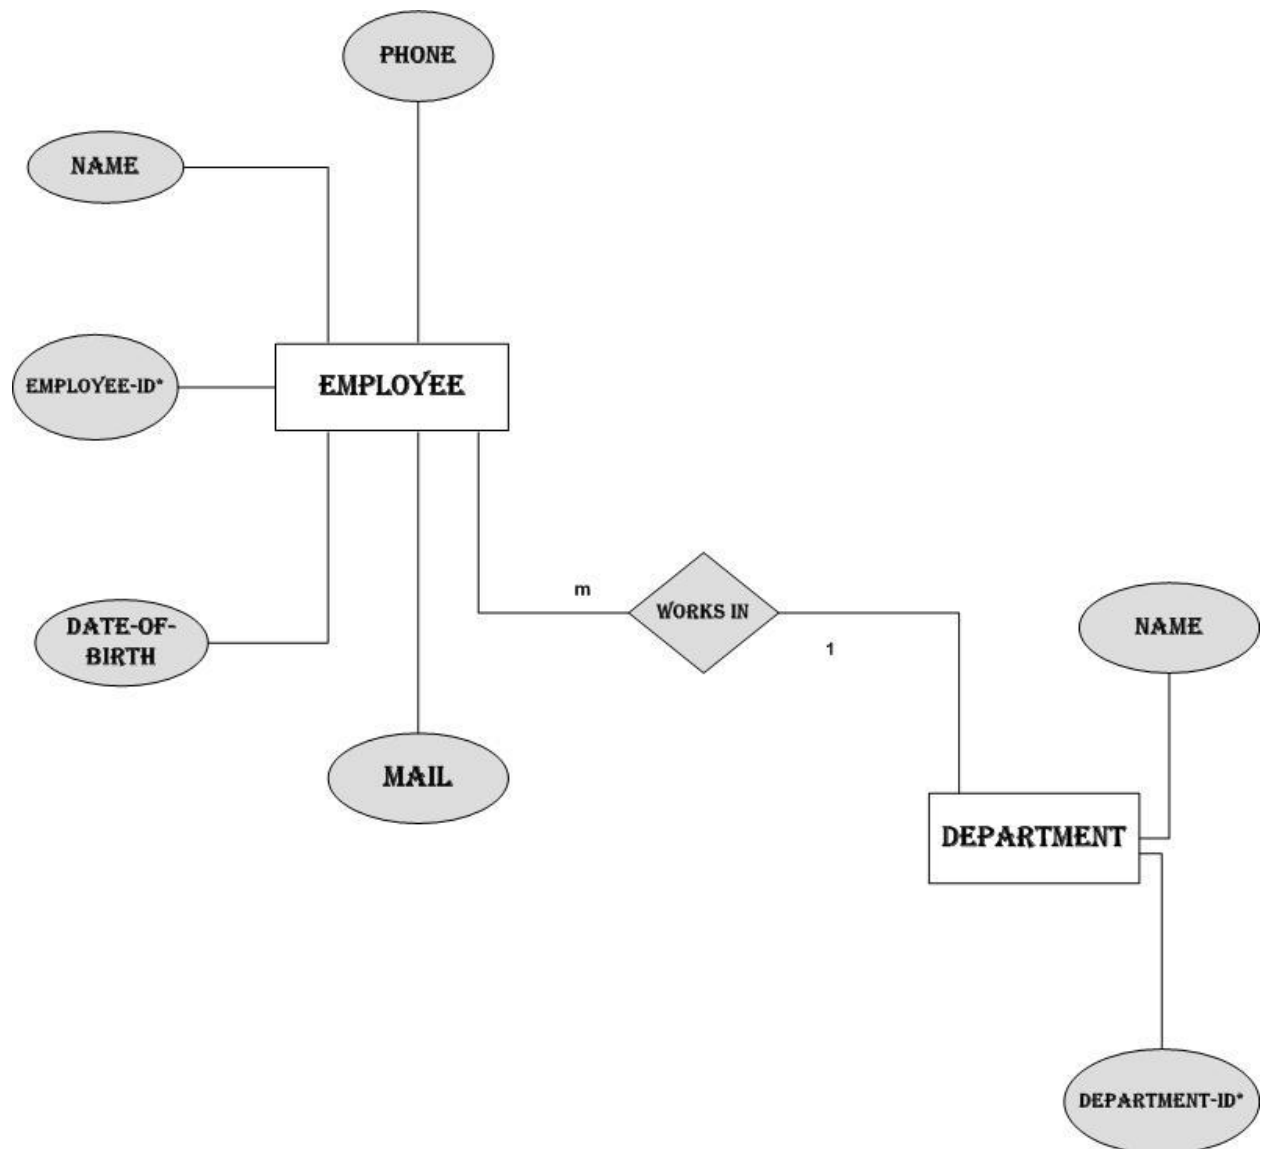 PHONE
NAME
EMPLOYEE-ID*
EMPLOYEE
DATE-OF-
BIRTH
m
WORKS IN
1
NAME
MAIL
DEPARTMENT
DEPARTMENT-ID*